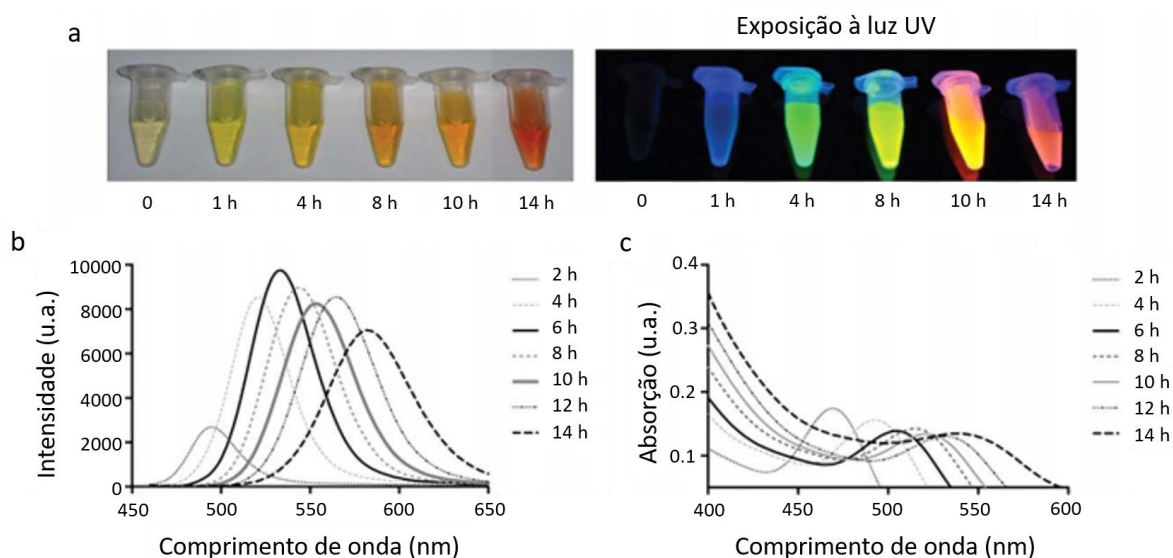 a
Exposição à luz UV
0 1 h 4 h 8 h 10 h 14 h
0 1 h 4 h 8 h 10 h 14 h
b
10000
8000
6000
4000
2000
0
Intensidade (u.a.)
450 500 550 600 650
Comprimento de onda (nm)
2 h
4 h
6 h
8 h
10 h
12 h
14 h
c
0.4
0.3
0.2
0.1
Absorção (u.a.)
400 450 500 550 600
Comprimento de onda (nm)
2 h
4 h
6 h
8 h
10 h
12 h
14 h